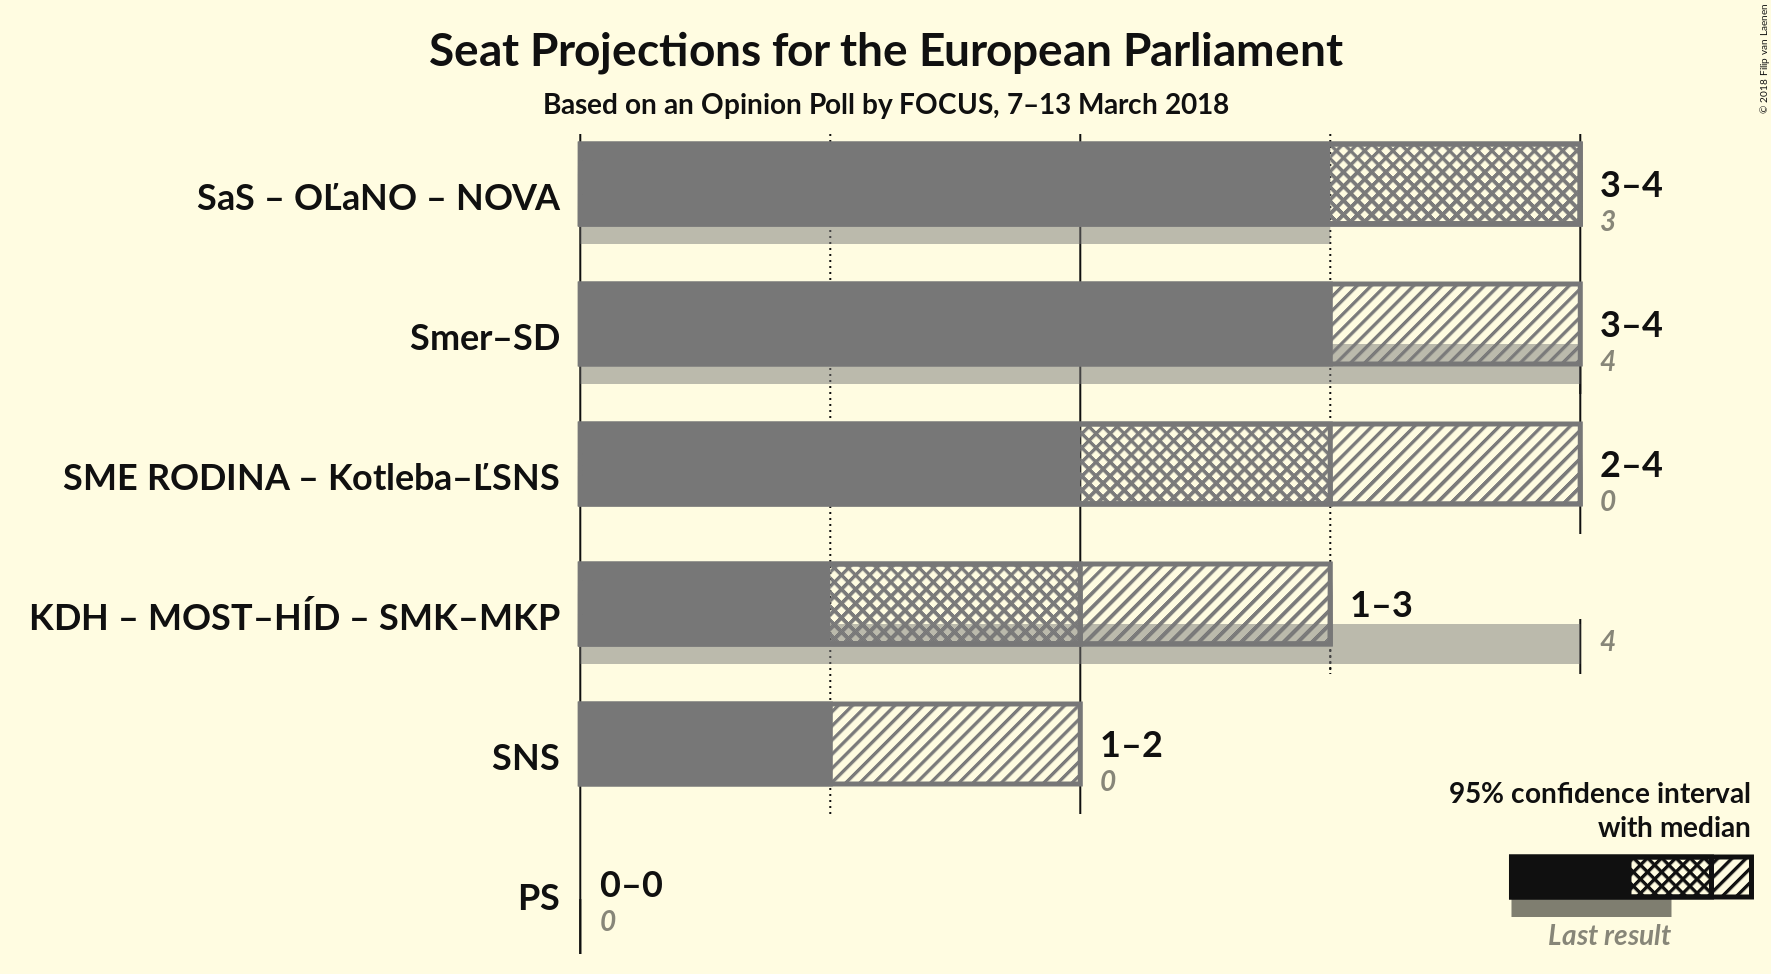 Seat Projections for the European Parliament
Based on an Opinion Poll by FOCUS, 7–13 March 2018
© 2018 Filip van Laenen
SaS – OĽaNO – NOVA
3–4
3
Smer–SD
3–4
4
SME RODINA – Kotleba–ĽSNS
2–4
0
KDH – MOST–HÍD – SMK–MKP
1–3
4
SNS
1–2
0
PS
0–0
0
95% confidence interval
with median
Last result